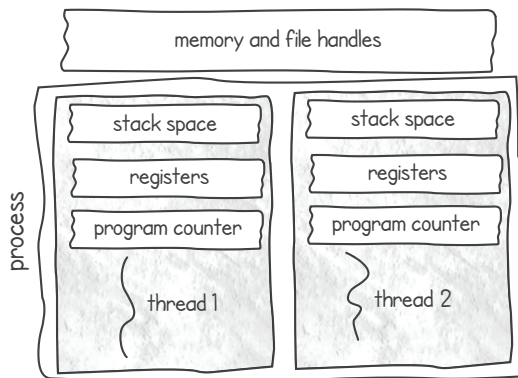 memory and file handles
process
stack space
registers
program counter
thread 1
stack space
registers
program counter
thread 2